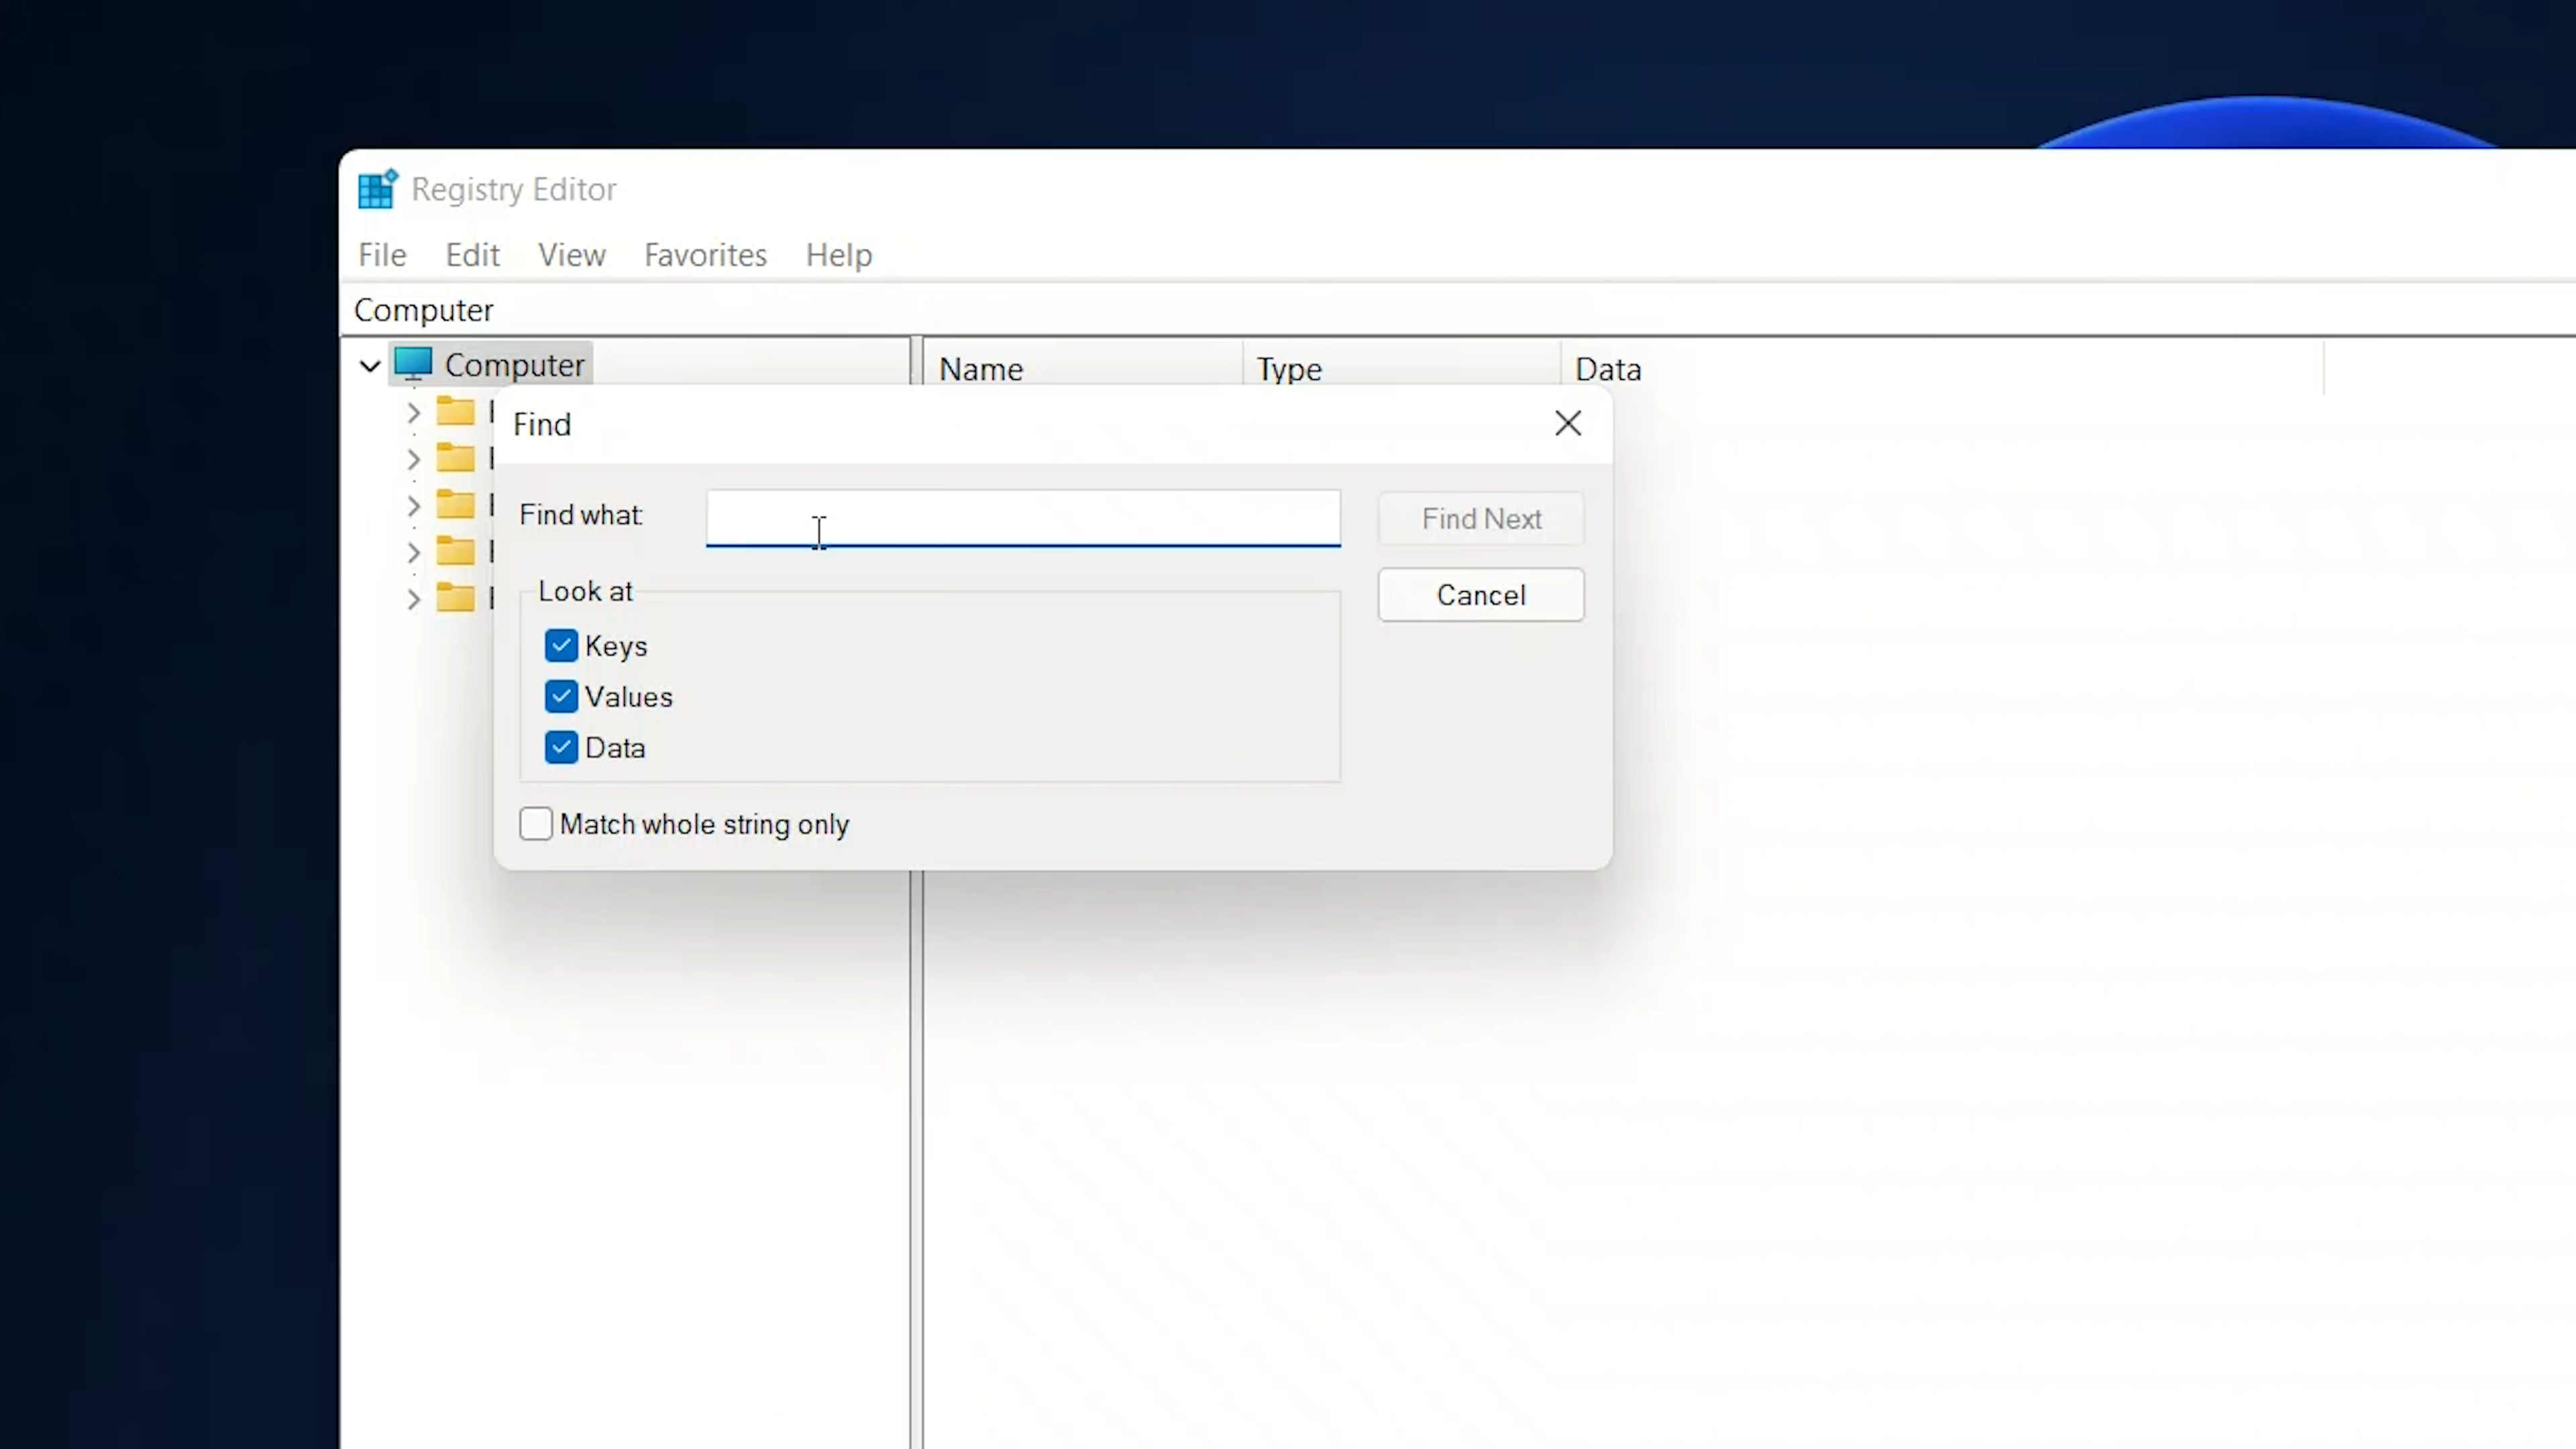 Registry Editor
File Edit View Favorites Help
Computer
Computer
Name Type Data
Find
Find what:
Find Next
Look at
Cancel
Keys
Values
Data
Match whole string only